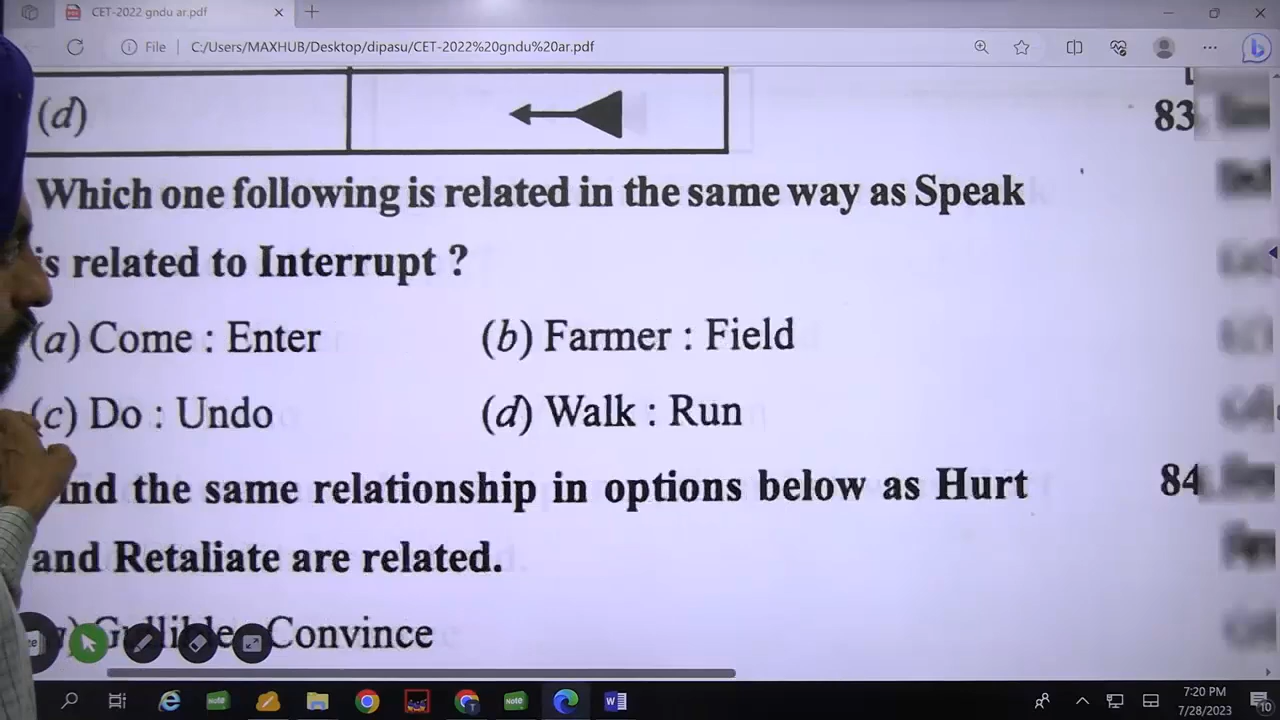 CET-2022 gndu ar.pdf
File
C:/Users/MAXHUB/Desktop/dipasu/CET-2022%20gndu%20ar.pdf
(d)
83
Which one following is related in the same way as Speak
is related to Interrupt ?
(a) Come : Enter
(b) Farmer : Field
(c) Do : Undo
(d) Walk : Run
ind the same relationship in options below as Hurt
84
and Retaliate are related.
Convince
7:20 PM
7/28/2023